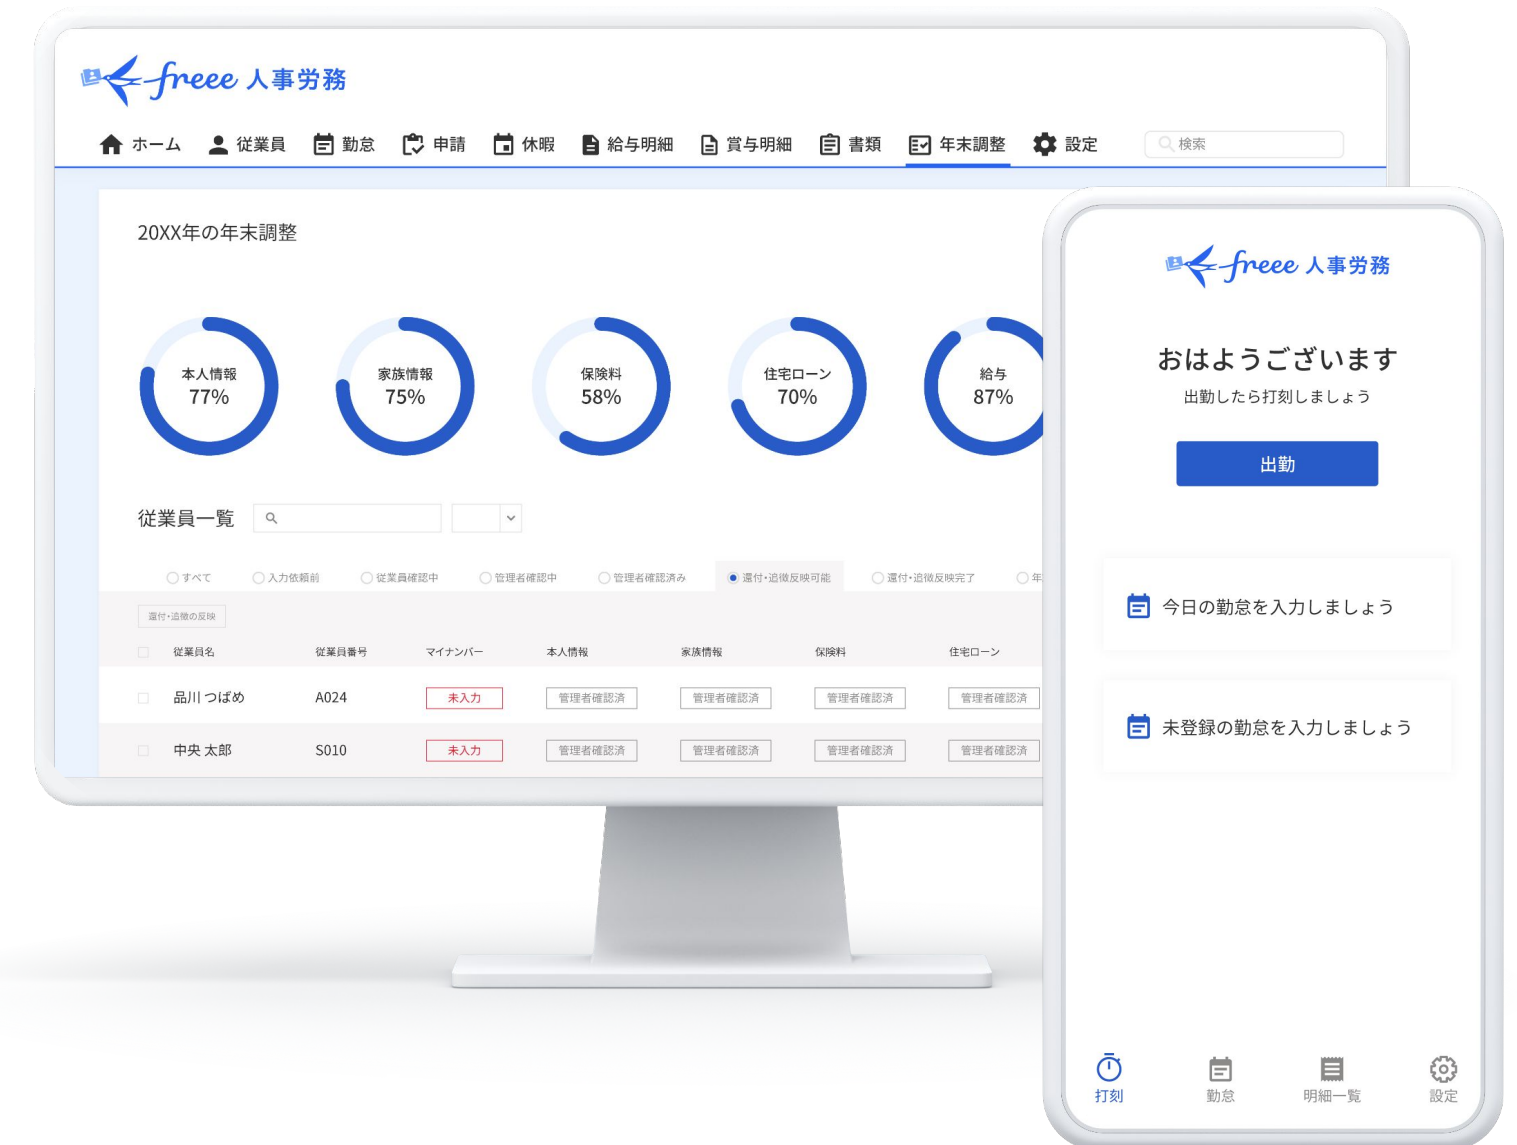 freee 人事労務
ホーム 従業員 勤怠 申請 休暇 給与明細 賞与明細 書類 年末調整 設定 検索
20XX年の年末調整
本人情報 家族情報 保険料 住宅ローン 給与
77% 75% 58% 70% 87%
従業員一覧
すべて 入力依頼前 従業員確認中 管理者確認中 管理者確認済み 還付・追徴反映可能 還付・追徴反映完了 年
還付・追徴の反映
従業員名 従業員番号 マイナンバー 本人情報 家族情報 保険料 住宅ローン
品川 つばめ A024 未入力 管理者確認済 管理者確認済 管理者確認済 管理者確認済
中央 太郎 S010 未入力 管理者確認済 管理者確認済 管理者確認済 管理者確認済
freee 人事労務
おはようございます
出勤したら打刻しましょう
出勤
今日の勤怠を入力しましょう
未登録の勤怠を入力しましょう
打刻 勤怠 明細一覧 設定